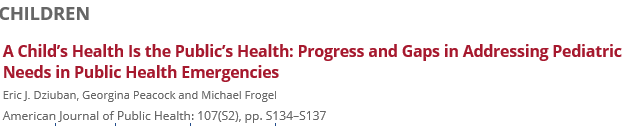 CHILDREN
A Child’s Health Is the Public’s Health: Progress and Gaps in Addressing Pediatric
Needs in Public Health Emergencies
Eric J. Dziuban, Georgina Peacock and Michael Frogel
American Journal of Public Health: 107(S2), pp. S134–S137